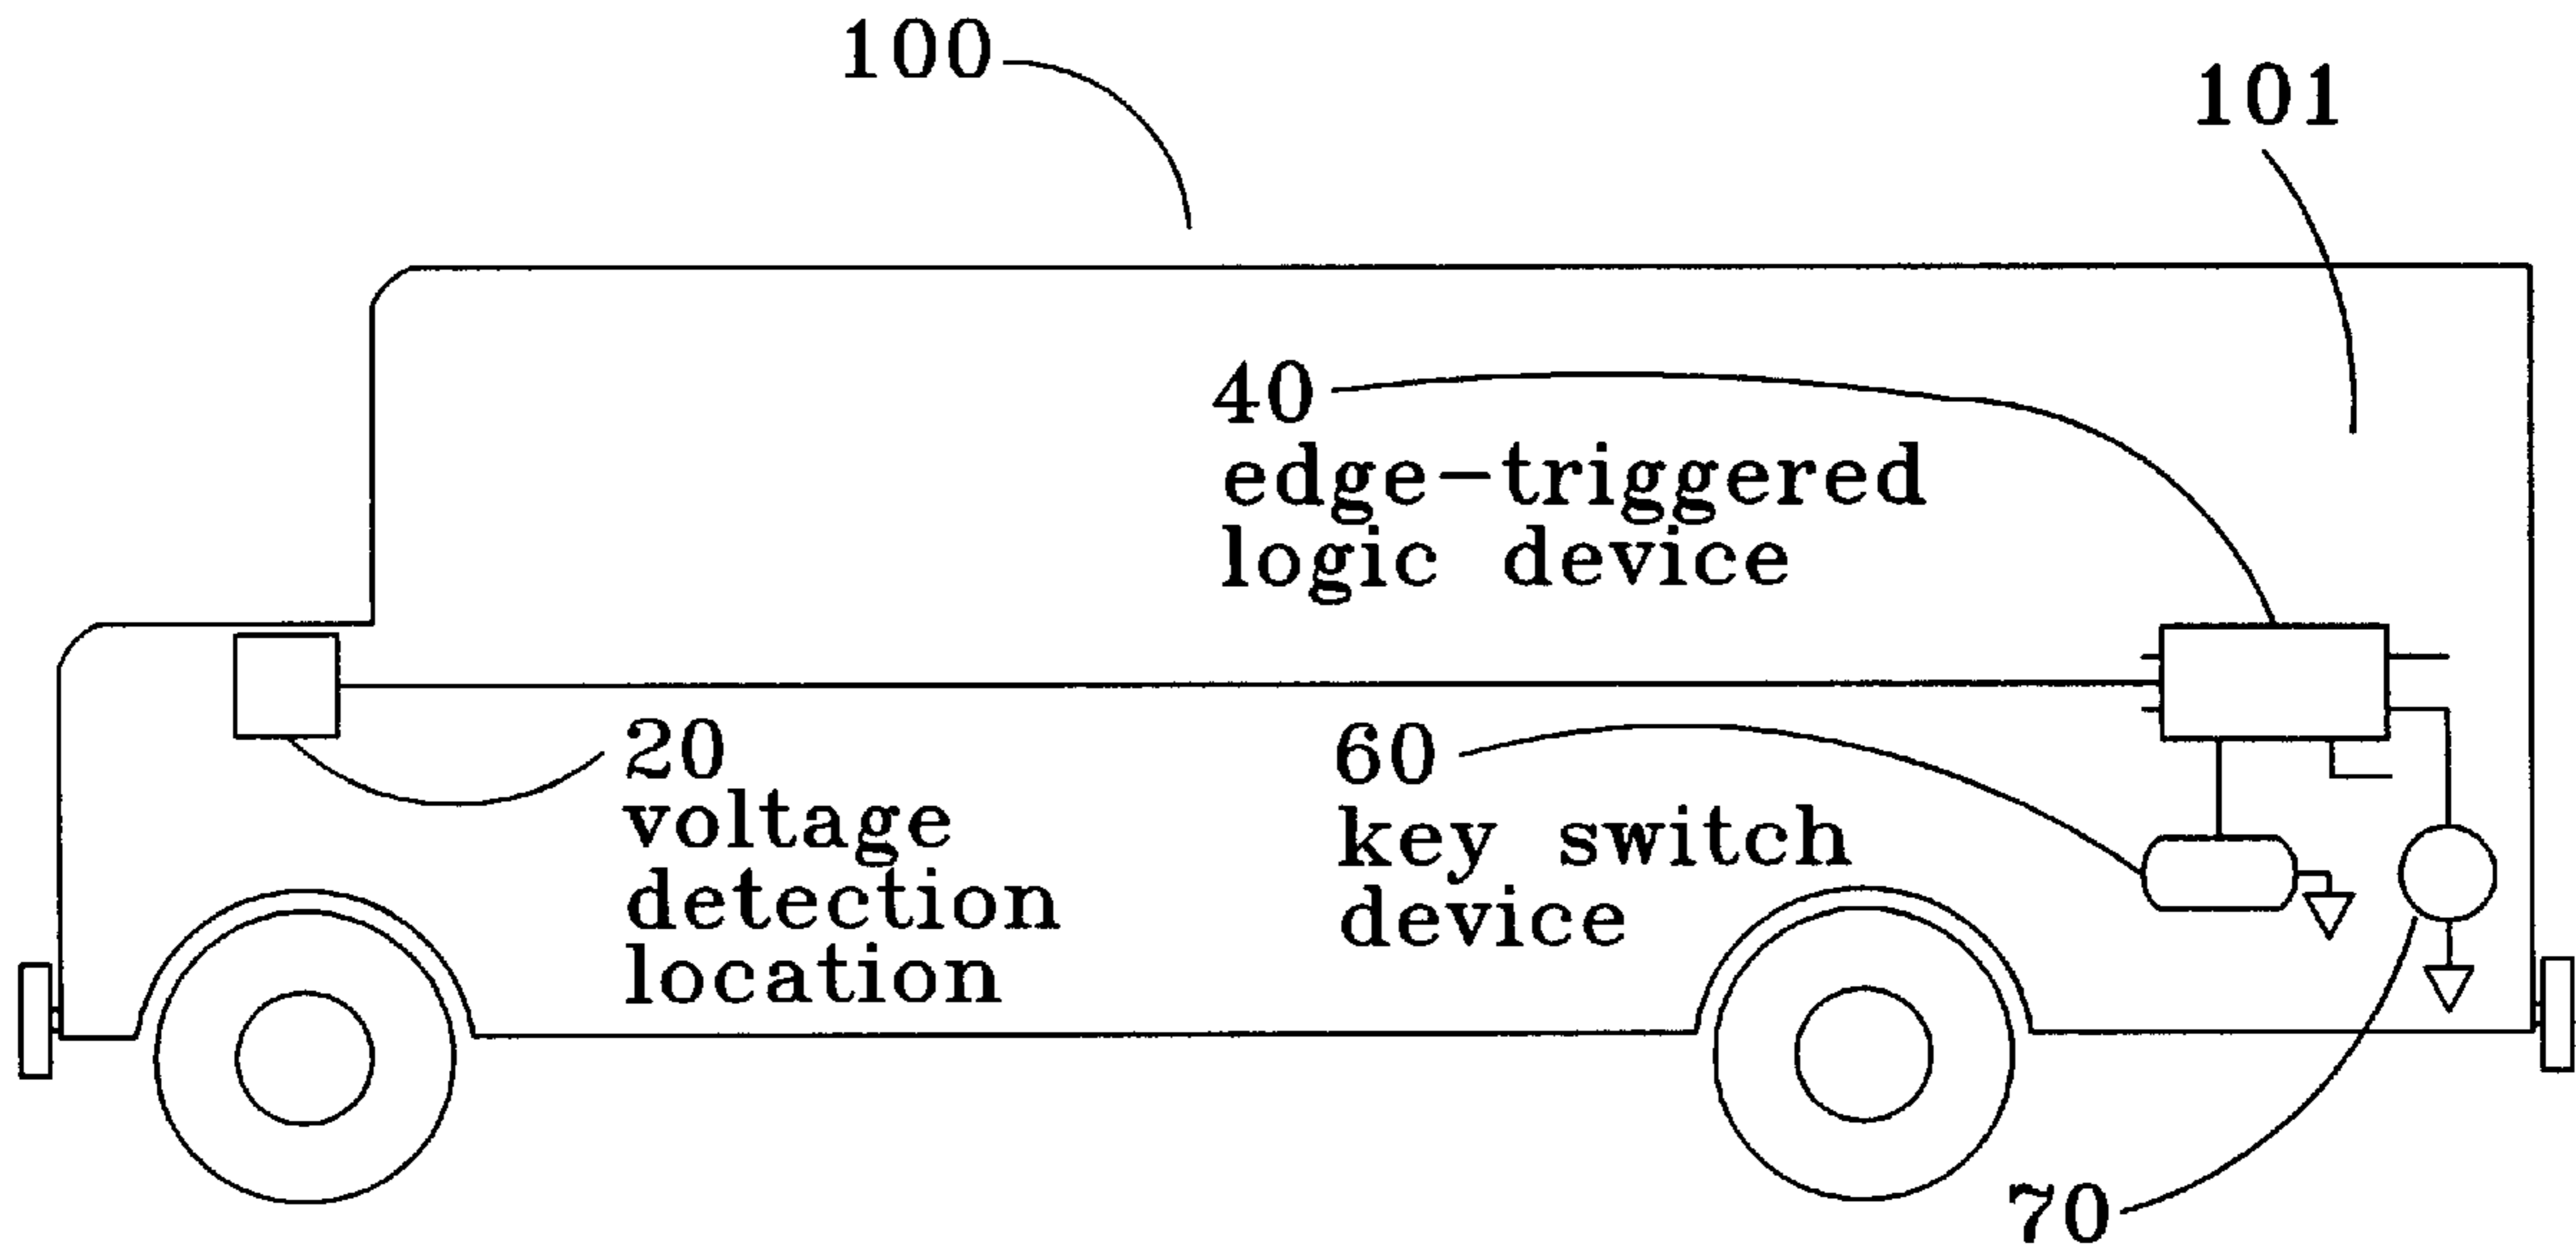 100
101
40
edge-triggered
logic device
20
voltage
detection
location
60
key switch
device
70